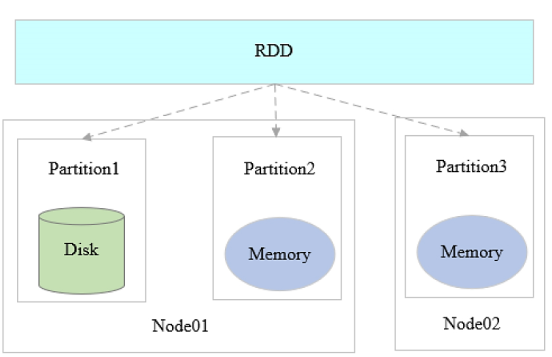 RDD
Partition1
Partition2
Partition3
Disk
Memory
Memory
Node01
Node02